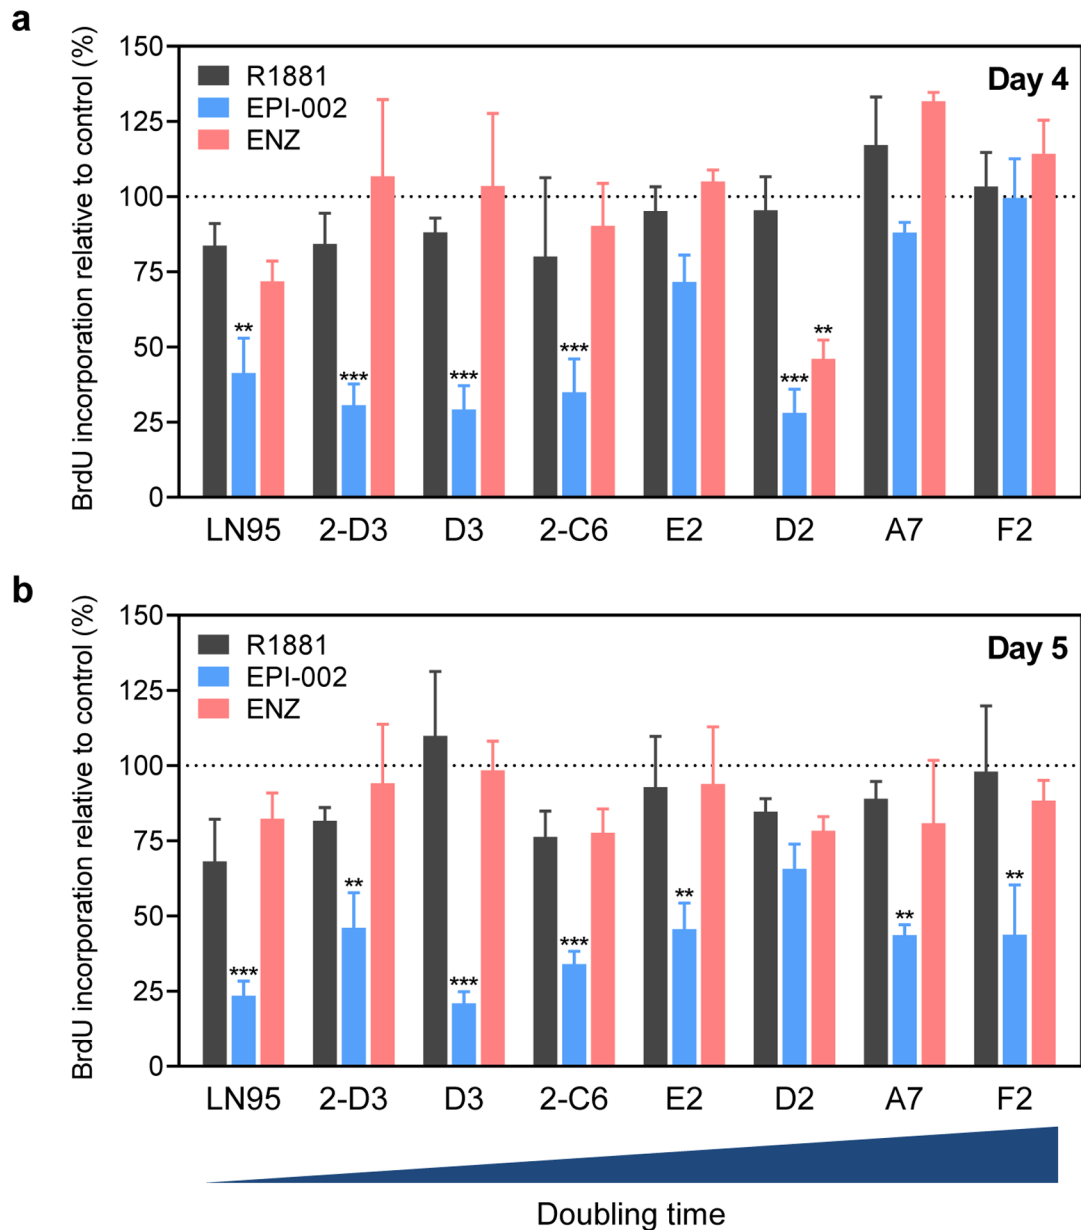 a
BrdU incorporation relative to control (%)
150
125
100
75
50
25
0
R1881
EPI-002
ENZ
Day 4
**
***
***
***
***
**
LN95 2-D3 D3 2-C6 E2 D2 A7 F2
b
BrdU incorporation relative to control (%)
150
125
100
75
50
25
0
R1881
EPI-002
ENZ
Day 5
***
**
***
***
**
**
**
LN95 2-D3 D3 2-C6 E2 D2 A7 F2
Doubling time